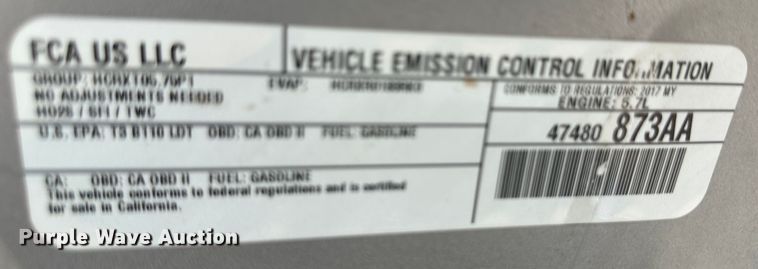 FCA US LLC
VEHICLE EMISSION CONTROL INFORMATION
GROUP: HCRXT05.7SP1 EVAP:
NO ADJUSTMENTS NEEDED
HO2S / SFI / TWC
CONFORMS TO REGULATIONS: 2017 MY
ENGINE: 5.7L
U.S. EPA: T3 B110 LDT OBD: CA OBD II FUEL: GASOLINE
47480 873AA
CA: OBD: CA OBD II FUEL: GASOLINE
This vehicle conforms to federal regulations and is certified
for sale in California.
Purple Wave Auction